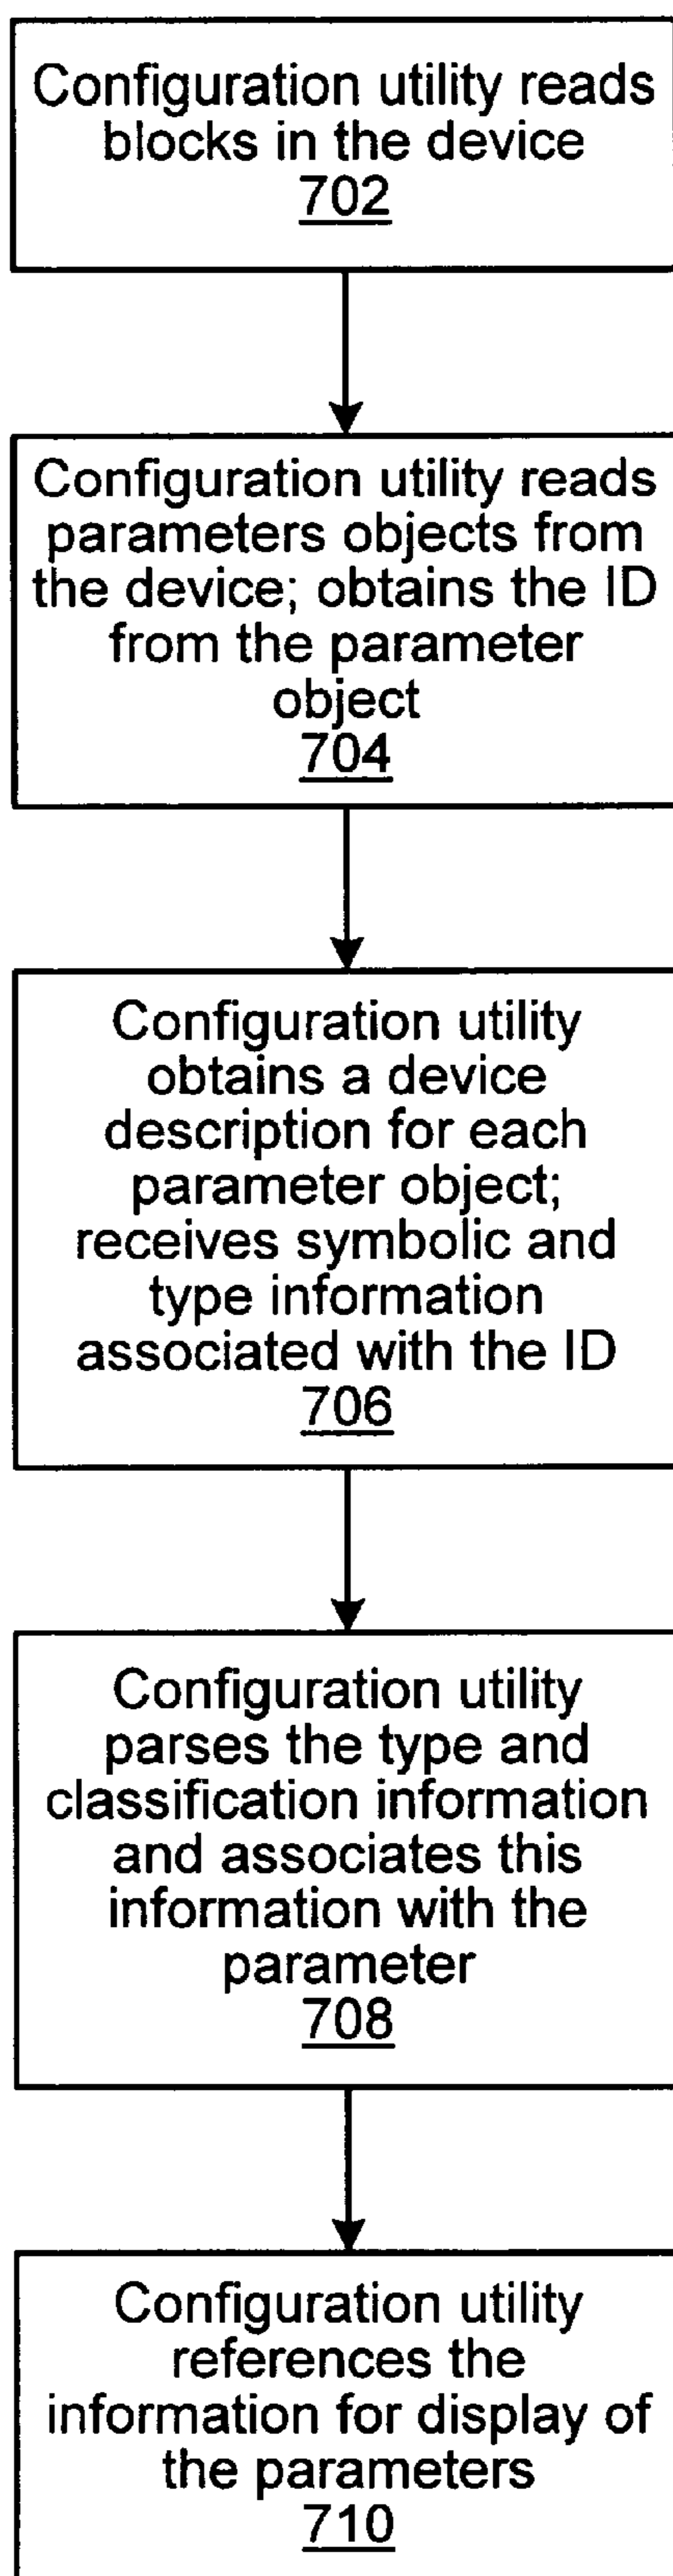 Configuration utility reads
blocks in the device
702
Configuration utility reads
parameters objects from
the device; obtains the ID
from the parameter
object
704
Configuration utility
obtains a device
description for each
parameter object;
receives symbolic and
type information
associated with the ID
706
Configuration utility
parses the type and
classification information
and associates this
information with the
parameter
708
Configuration utility
references the
information for display of
the parameters
710